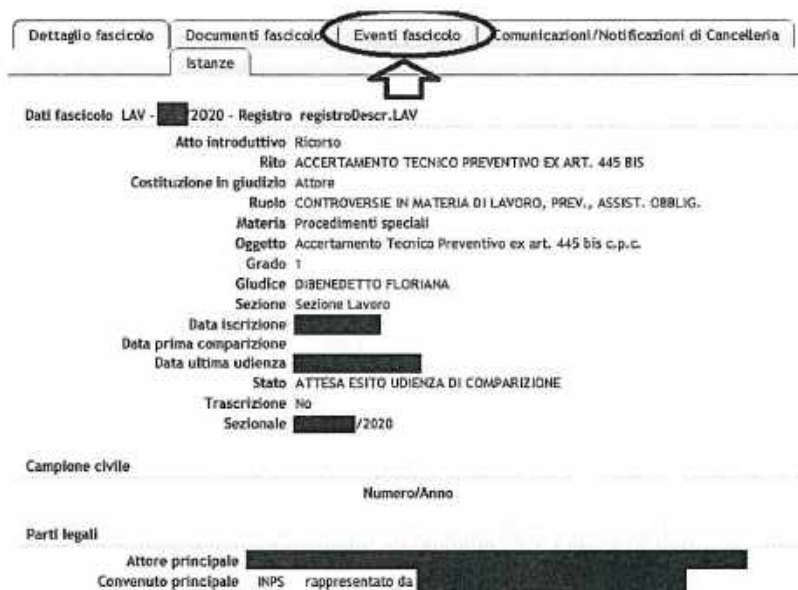 Dettaglio fascicolo Documenti fascicolo Eventi fascicolo Comunicazioni/Notificazioni di Cancelleria
Istanze
Dati fascicolo LAV - /2020 - Registro registroDescr.LAV
Atto introduttivo Ricorso
Rito ACCERTAMENTO TECNICO PREVENTIVO EX ART. 445 BIS
Costituzione in giudizio Attore
Ruolo CONTROVERSIE IN MATERIA DI LAVORO, PREV., ASSIST. OBBLIG.
Materia Procedimenti speciali
Oggetto Accertamento Tecnico Preventivo ex art. 445 bis c.p.c.
Grado 1
Giudice DIBENEDETTO FLORIANA
Sezione Sezione Lavoro
Data iscrizione
Data prima comparizione
Data ultima udienza
Stato ATTESA ESITO UDIENZA DI COMPARIZIONE
Trascrizione No
Sezionale /2020
Campione civile
Numero/Anno
Parti legali
Attore principale
Convenuto principale INPS rappresentato da